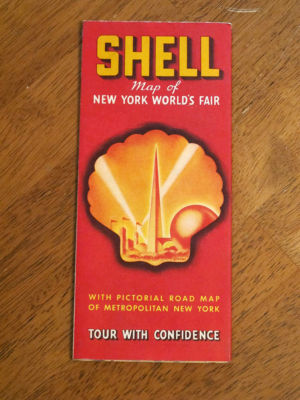 SHELL
Map of
NEW YORK WORLD'S FAIR
WITH PICTORIAL ROAD MAP
OF METROPOLITAN NEW YORK
TOUR WITH CONFIDENCE